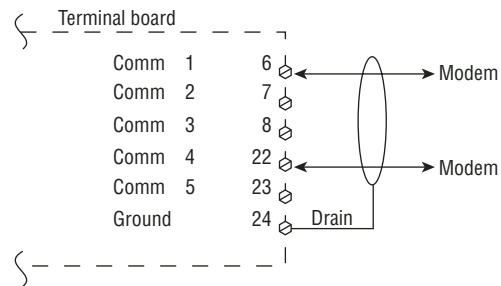 Terminal board
Comm 1 6 Modem
Comm 2 7
Comm 3 8
Comm 4 22 Modem
Comm 5 23
Ground 24 Drain